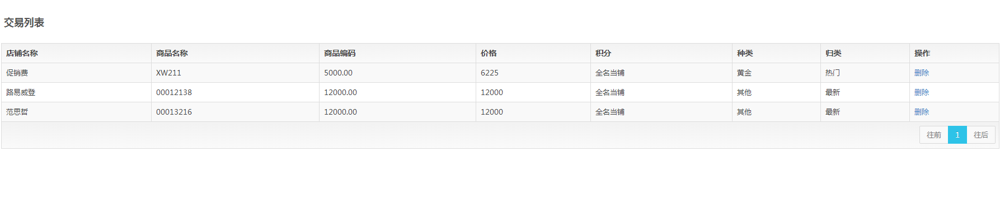 交易列表
店铺名称 商品名称 商品编码 价格 积分 种类 归类 操作
促销费 XW211 5000.00 6225 全名当铺 黄金 热门 删除
路易威登 00012138 12000.00 12000 全名当铺 其他 最新 删除
范思哲 00013216 12000.00 12000 全名当铺 其他 最新 删除
往前 1 往后